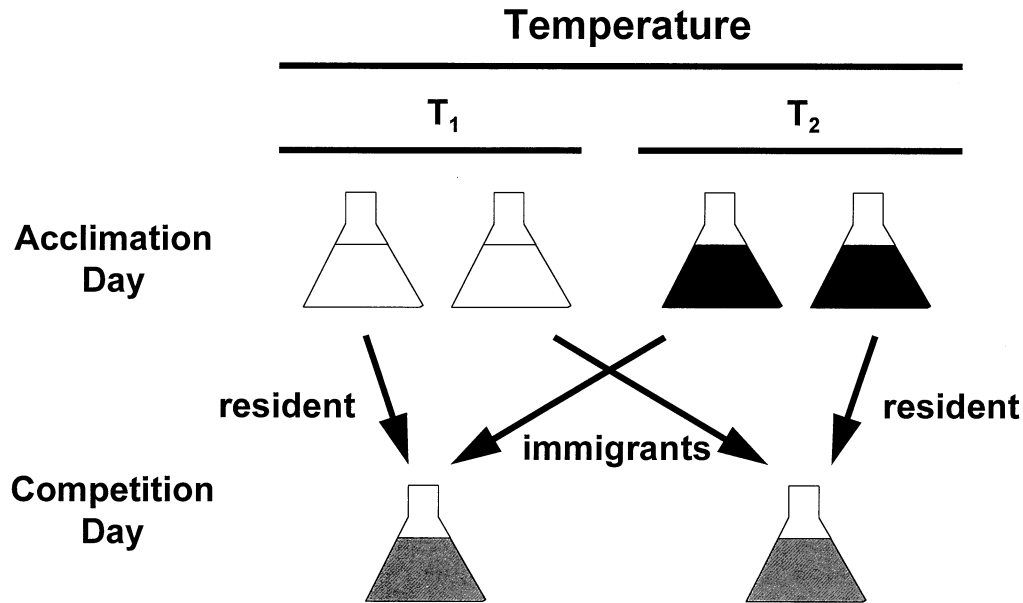 Temperature
T₁
T₂
Acclimation
Day
resident
resident
immigrants
Competition
Day